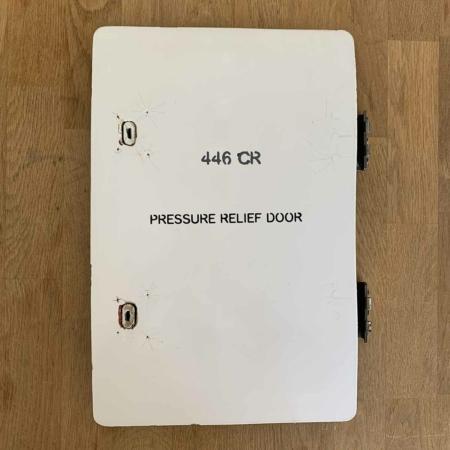 446 CR
PRESSURE RELIEF DOOR